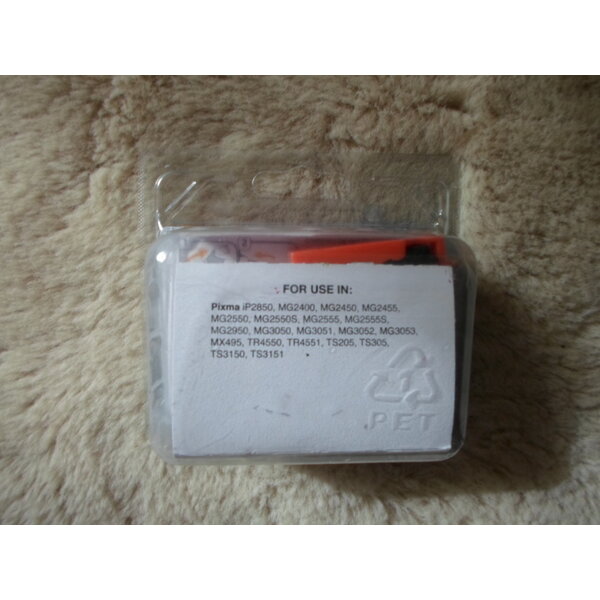 FOR USE IN:
Pixma iP2850, MG2400, MG2450, MG2455,
MG2550, MG2550S, MG2555, MG2555S,
MG2950, MG3050, MG3051, MG3052, MG3053,
MX495, TR4550, TR4551, TS205, TS305,
TS3150, TS3151
1
PET